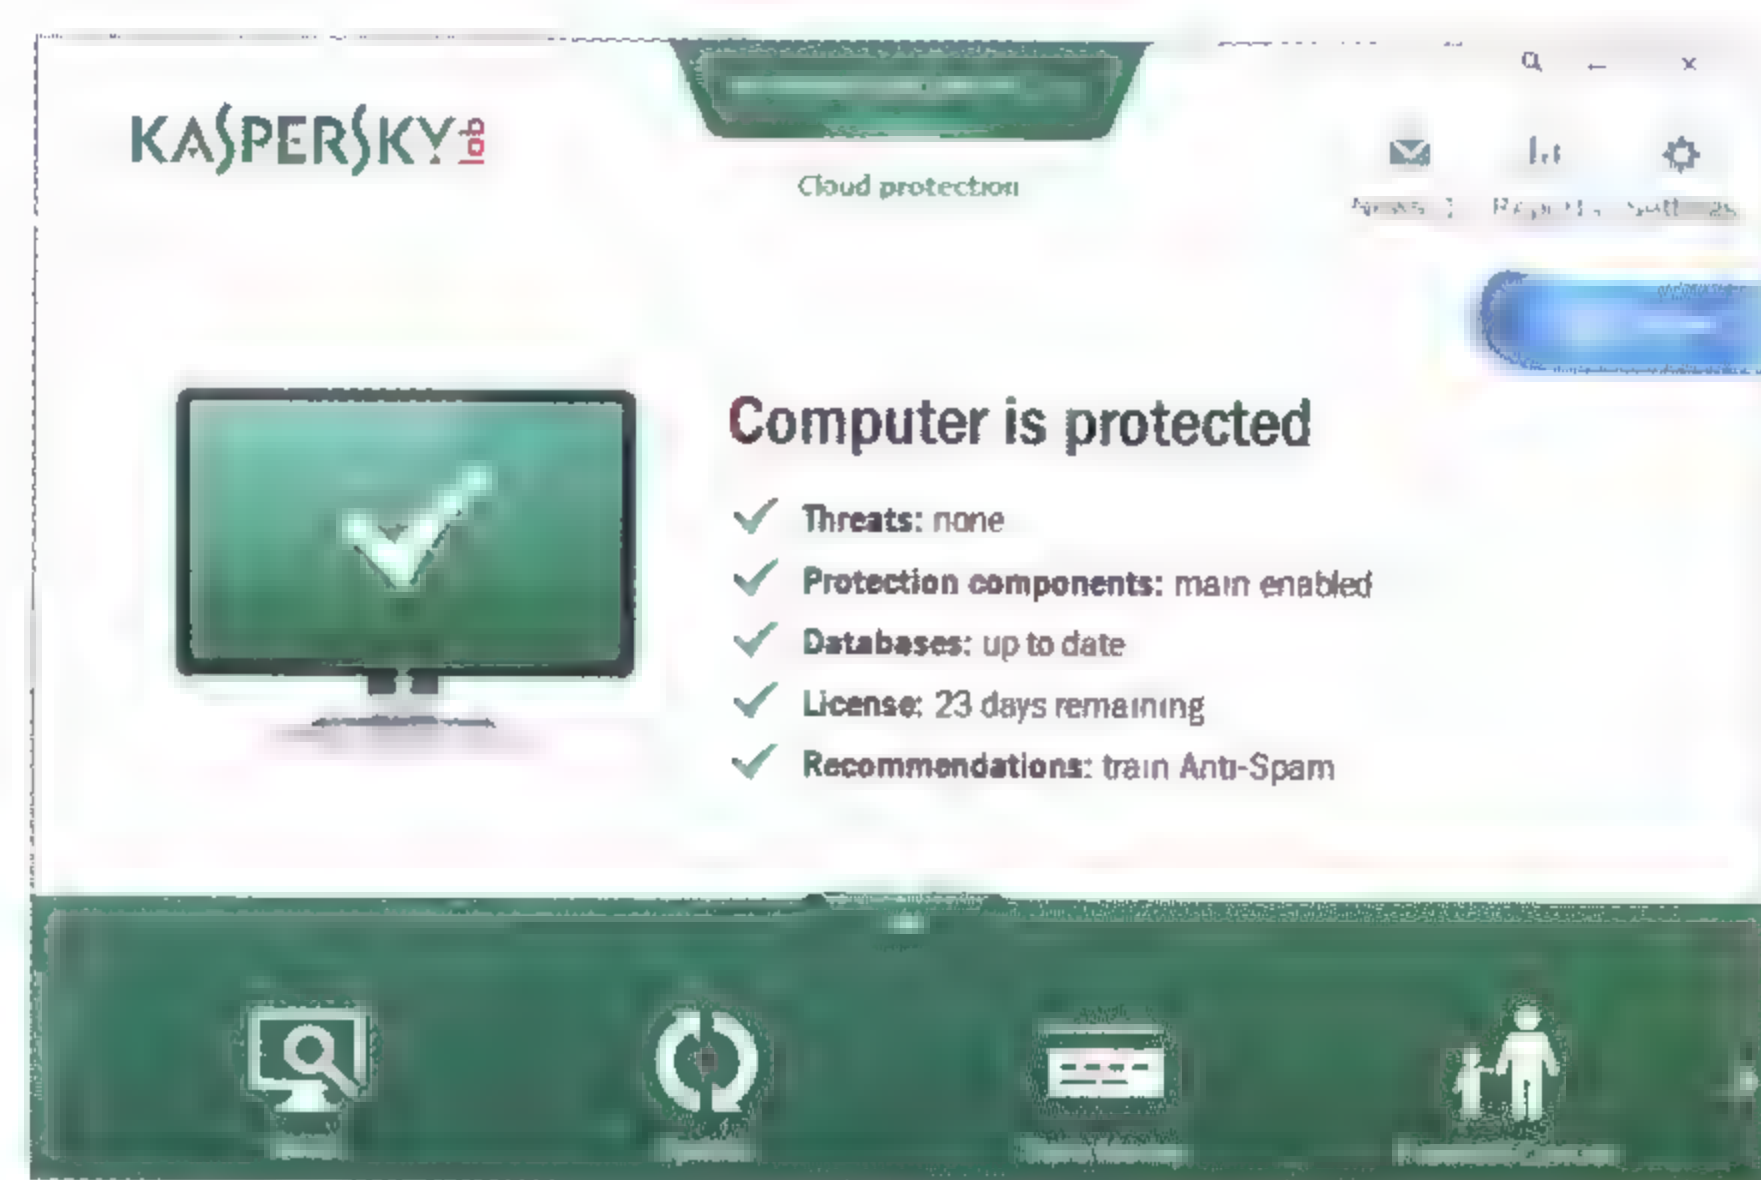 KASPERSKY lab
Cloud protection
Computer is protected
Threats: none
Protection components: main enabled
Databases: up to date
License: 23 days remaining
Recommendations: train Anti-Spam